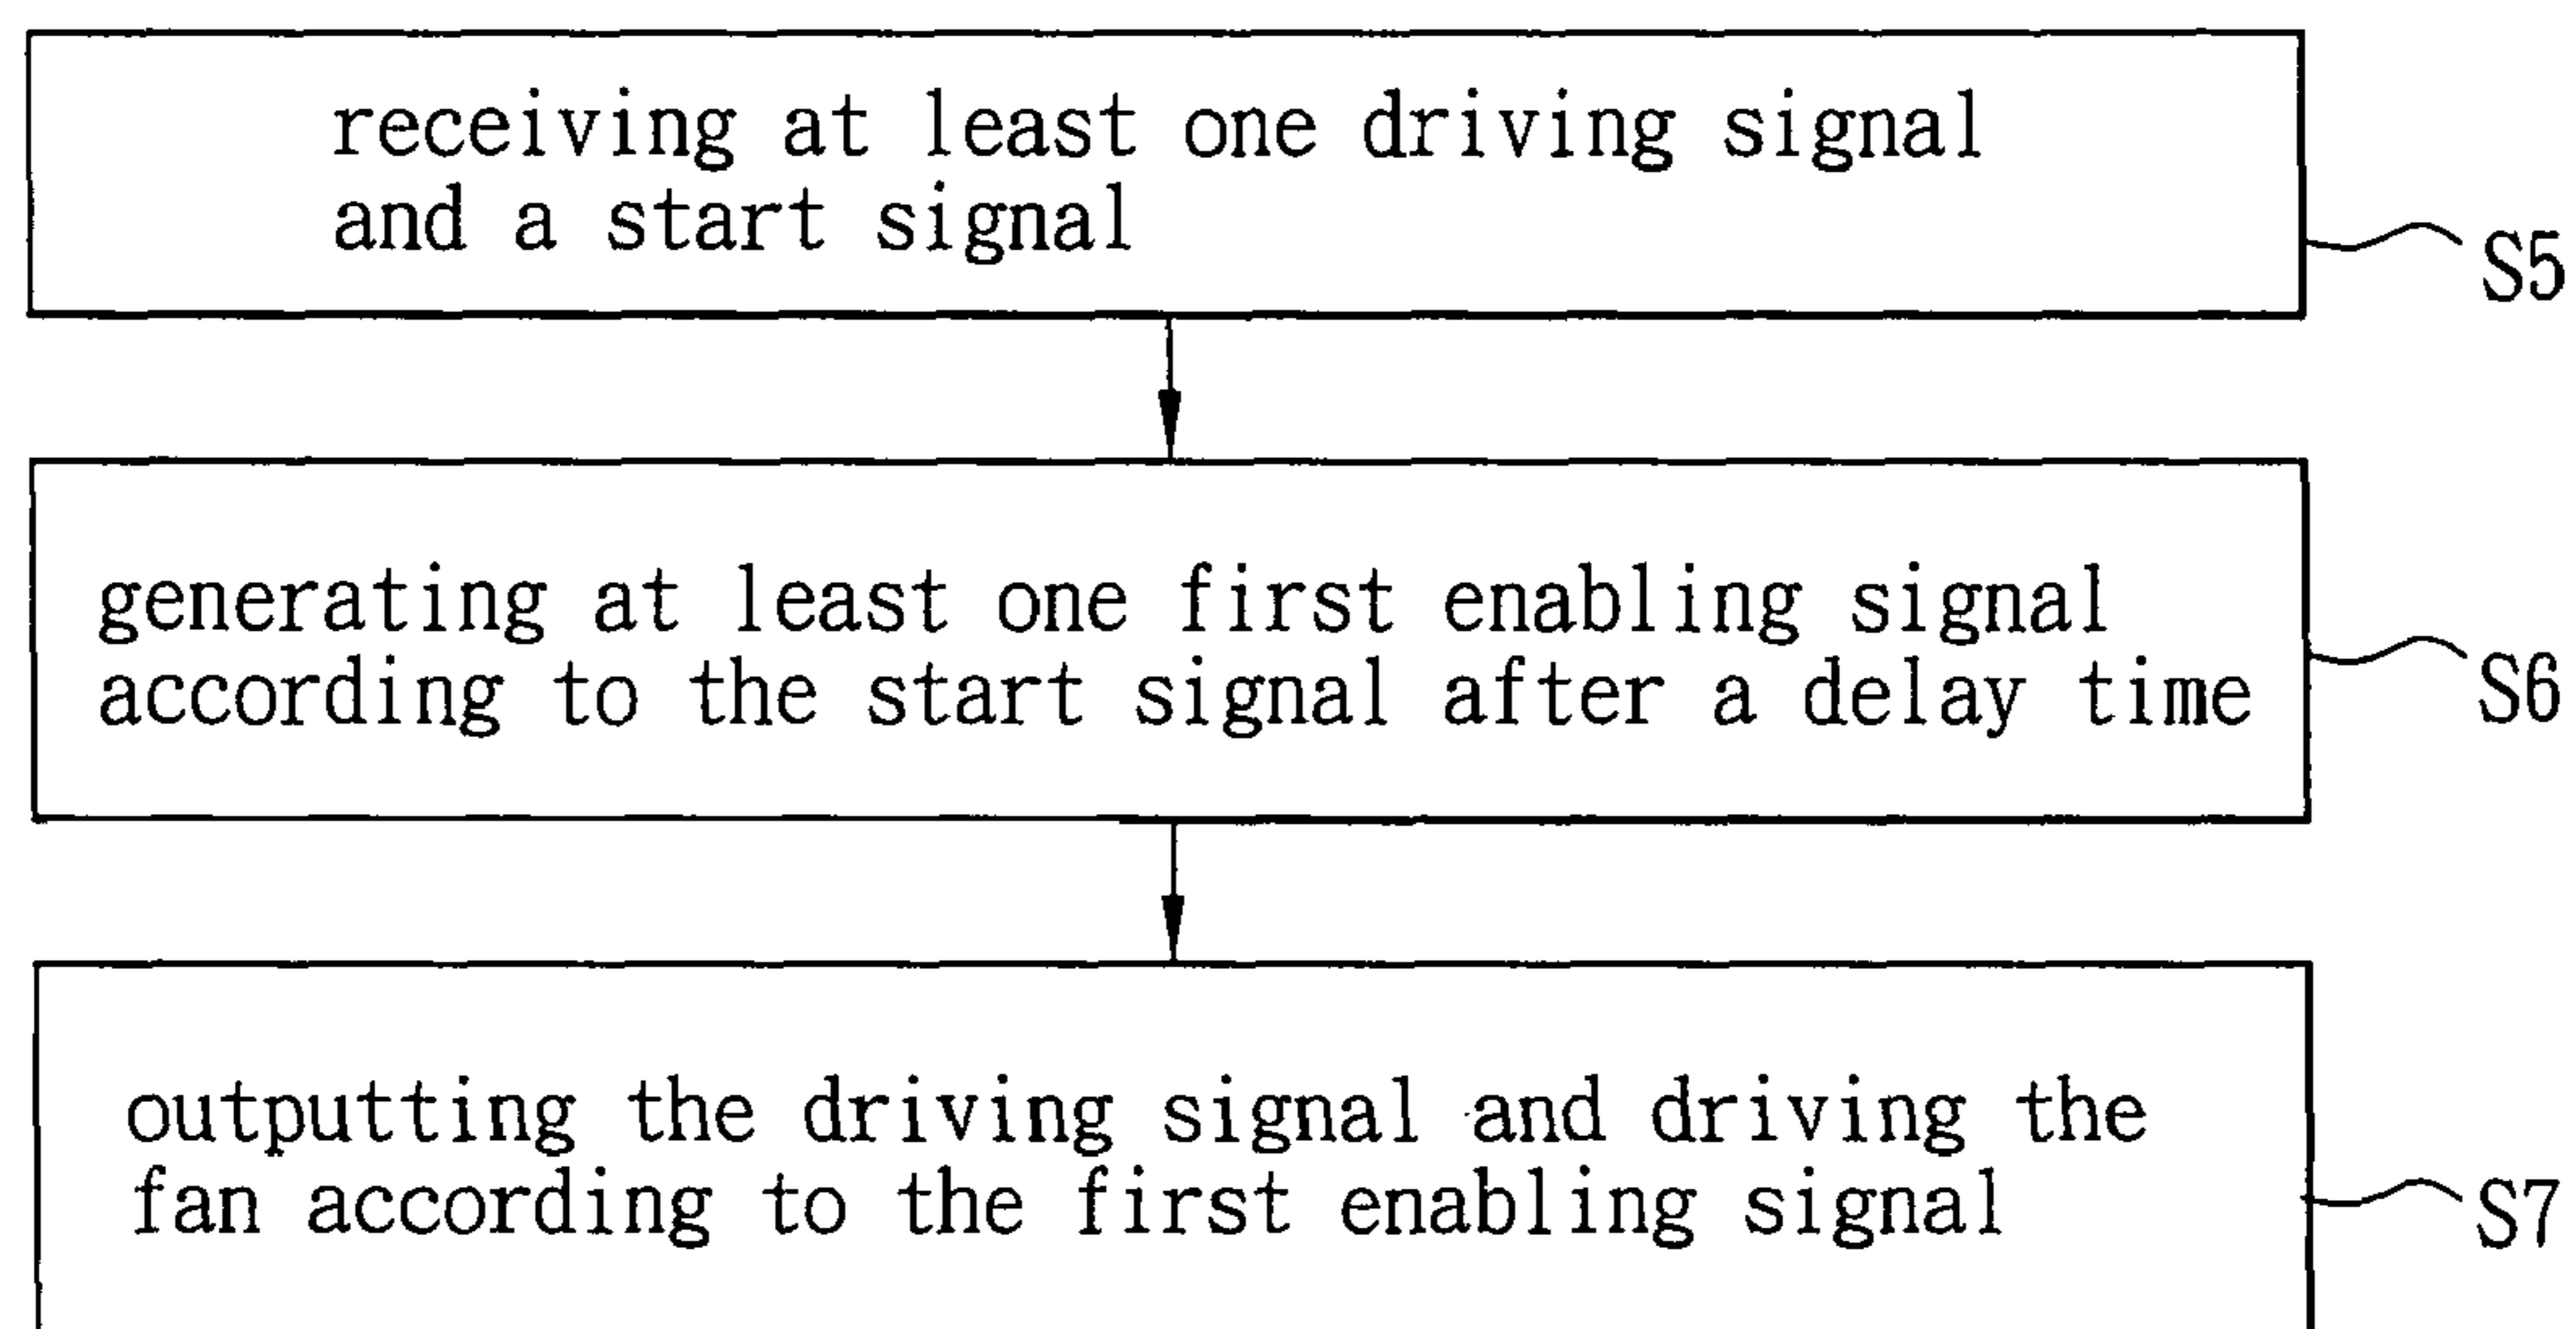 receiving at least one driving signal
and a start signal
S5
generating at least one first enabling signal
according to the start signal after a delay time
S6
outputting the driving signal and driving the
fan according to the first enabling signal
S7